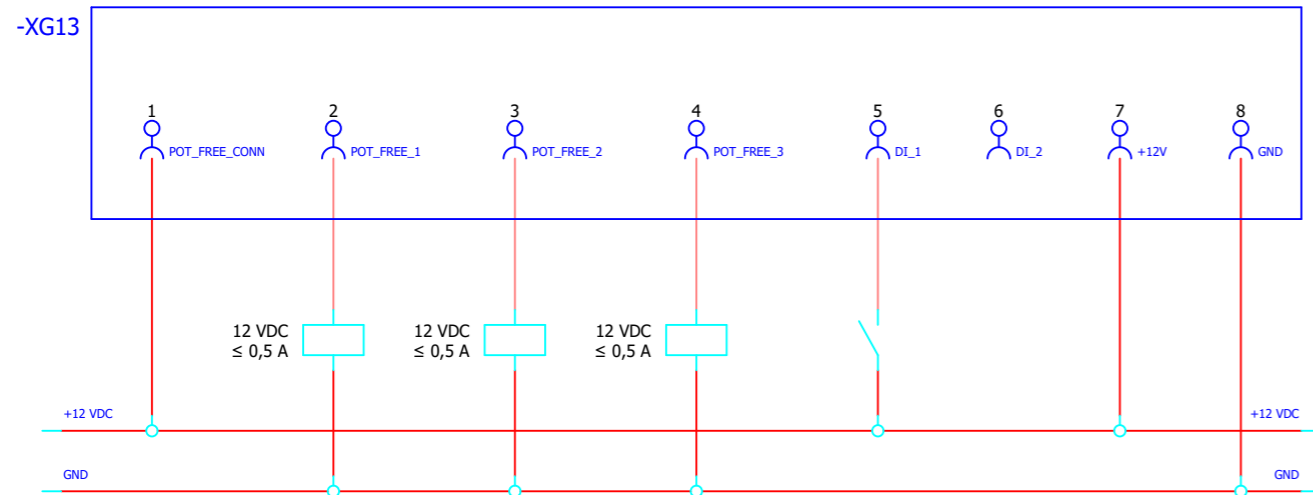 -XG13
1 2 3 4 5 6 7 8
POT_FREE_CONN POT_FREE_1 POT_FREE_2 POT_FREE_3 DI_1 DI_2 +12V GND
12 VDC 12 VDC 12 VDC
≤ 0,5 A ≤ 0,5 A ≤ 0,5 A
+12 VDC +12 VDC
GND GND